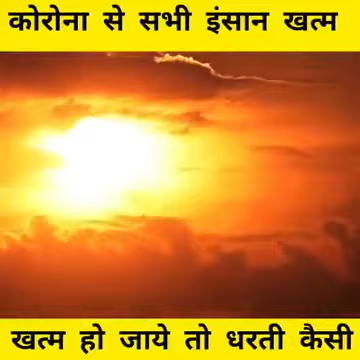 कोरोना से सभी इंसान खत्म
खत्म हो जाये तो धरती कैसी